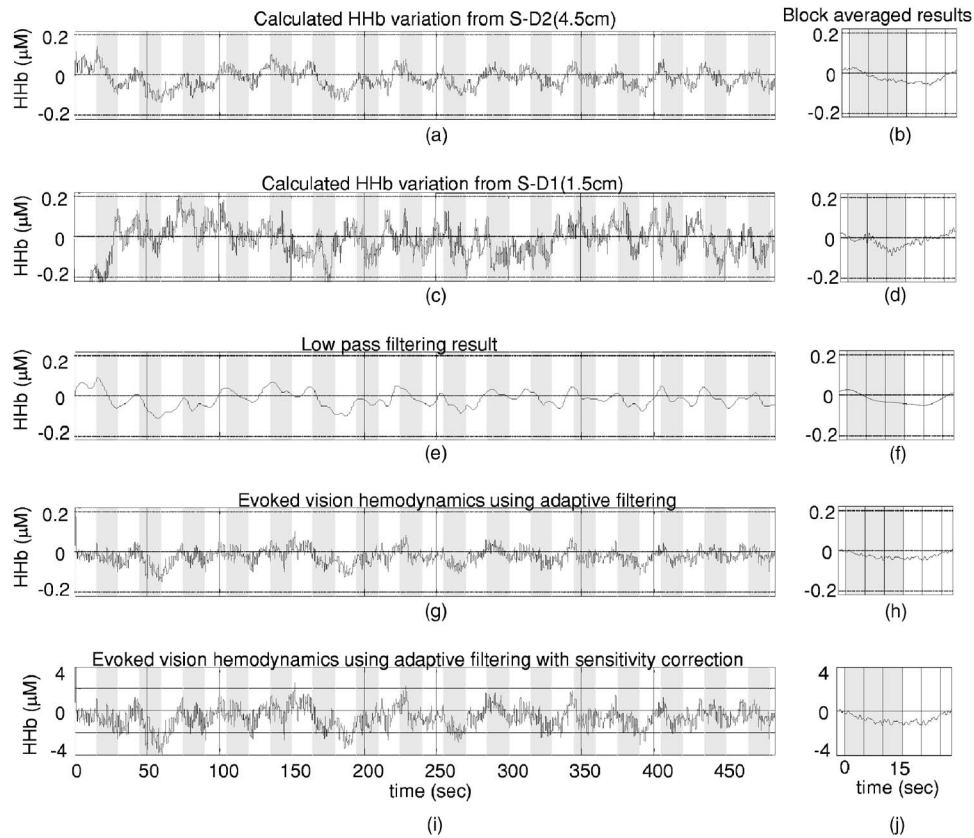 Calculated HHb variation from S-D2(4.5cm)
Block averaged results
HHb (μM)
0.2
0
-0.2
0.2
0
-0.2
(a)
(b)
Calculated HHb variation from S-D1(1.5cm)
HHb (μM)
0.2
0
-0.2
0.2
0
-0.2
(c)
(d)
Low pass filtering result
HHb (μM)
0.2
0
-0.2
0.2
0
-0.2
(e)
(f)
Evoked vision hemodynamics using adaptive filtering
HHb (μM)
0.2
0
-0.2
0.2
0
-0.2
(g)
(h)
Evoked vision hemodynamics using adaptive filtering with sensitivity correction
HHb (μM)
4
2
0
-2
-4
4
0
-4
0 50 100 150 200 250 300 350 400 450
0 15
time (sec)
time (sec)
(i)
(j)